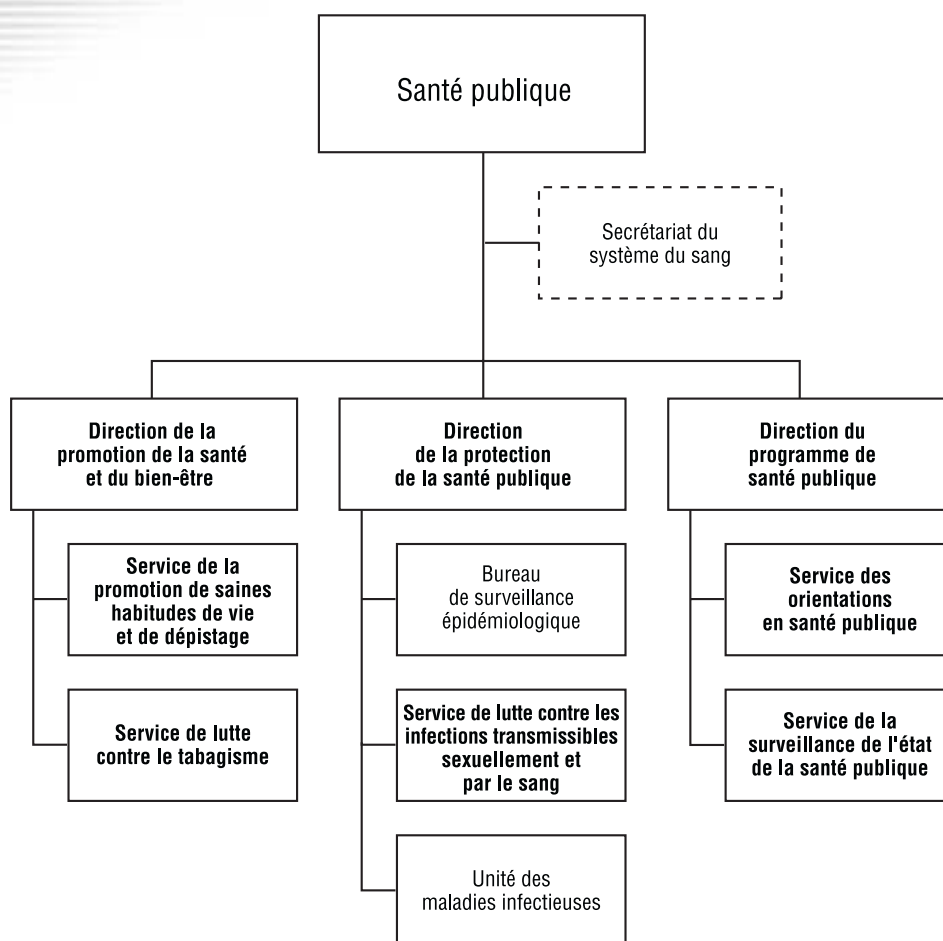 Santé publique
Secrétariat du
système du sang
Direction de la
promotion de la santé
et du bien-être
Service de la
promotion de saines
habitudes de vie
et de dépistage
Service de lutte
contre le tabagisme
Direction
de la protection
de la santé publique
Bureau
de surveillance
épidémiologique
Service de lutte contre les
infections transmissibles
sexuellement et
par le sang
Unité des
maladies infectieuses
Direction du
programme de
santé publique
Service des
orientations
en santé publique
Service de la
surveillance de l'état
de la santé publique